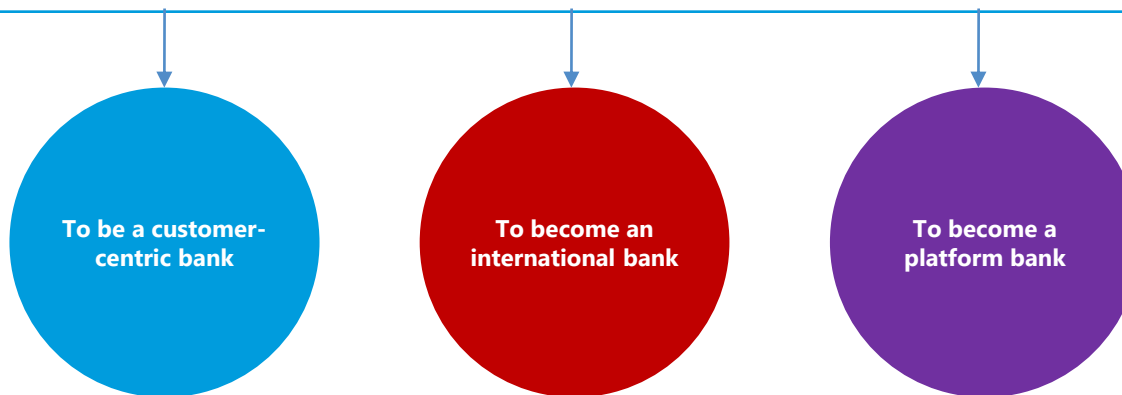 To be a customer-
centric bank
To become an
international bank
To become a
platform bank